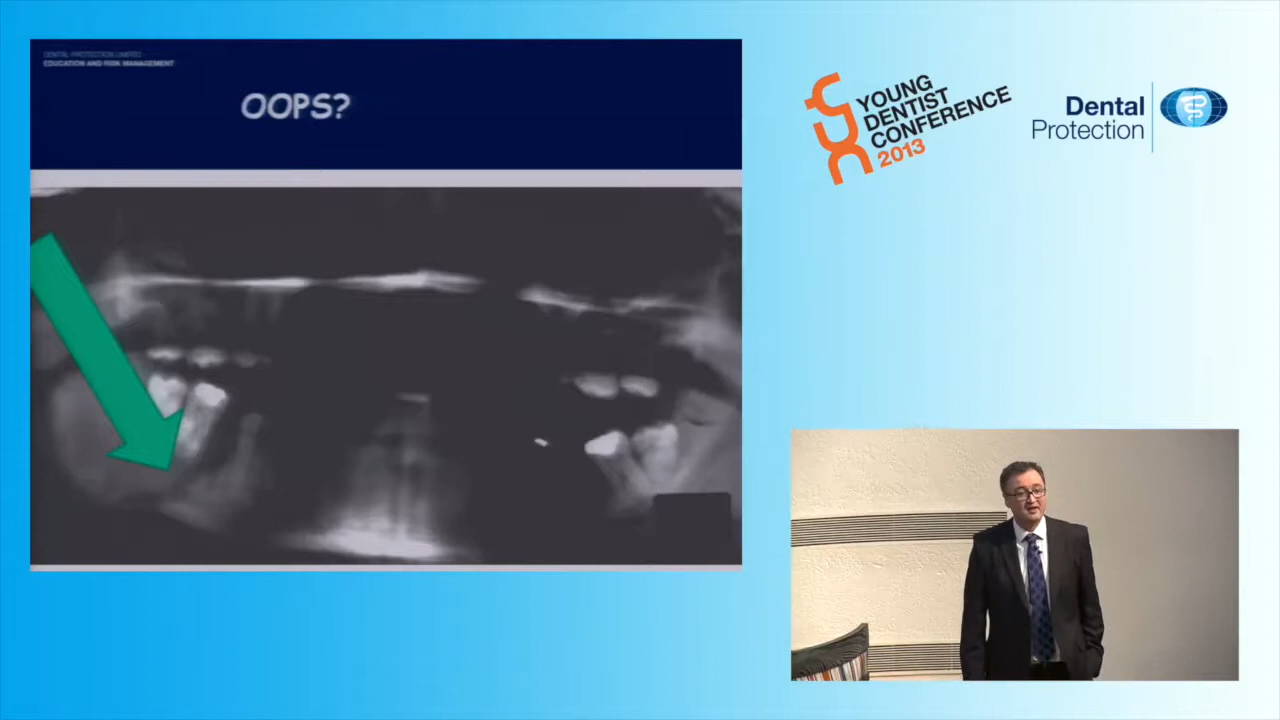 DENTAL PROTECTION LIMITED
EDUCATION AND RISK MANAGEMENT
OOPS?
YOUNG
DENTIST
CONFERENCE
2013
Dental
Protection